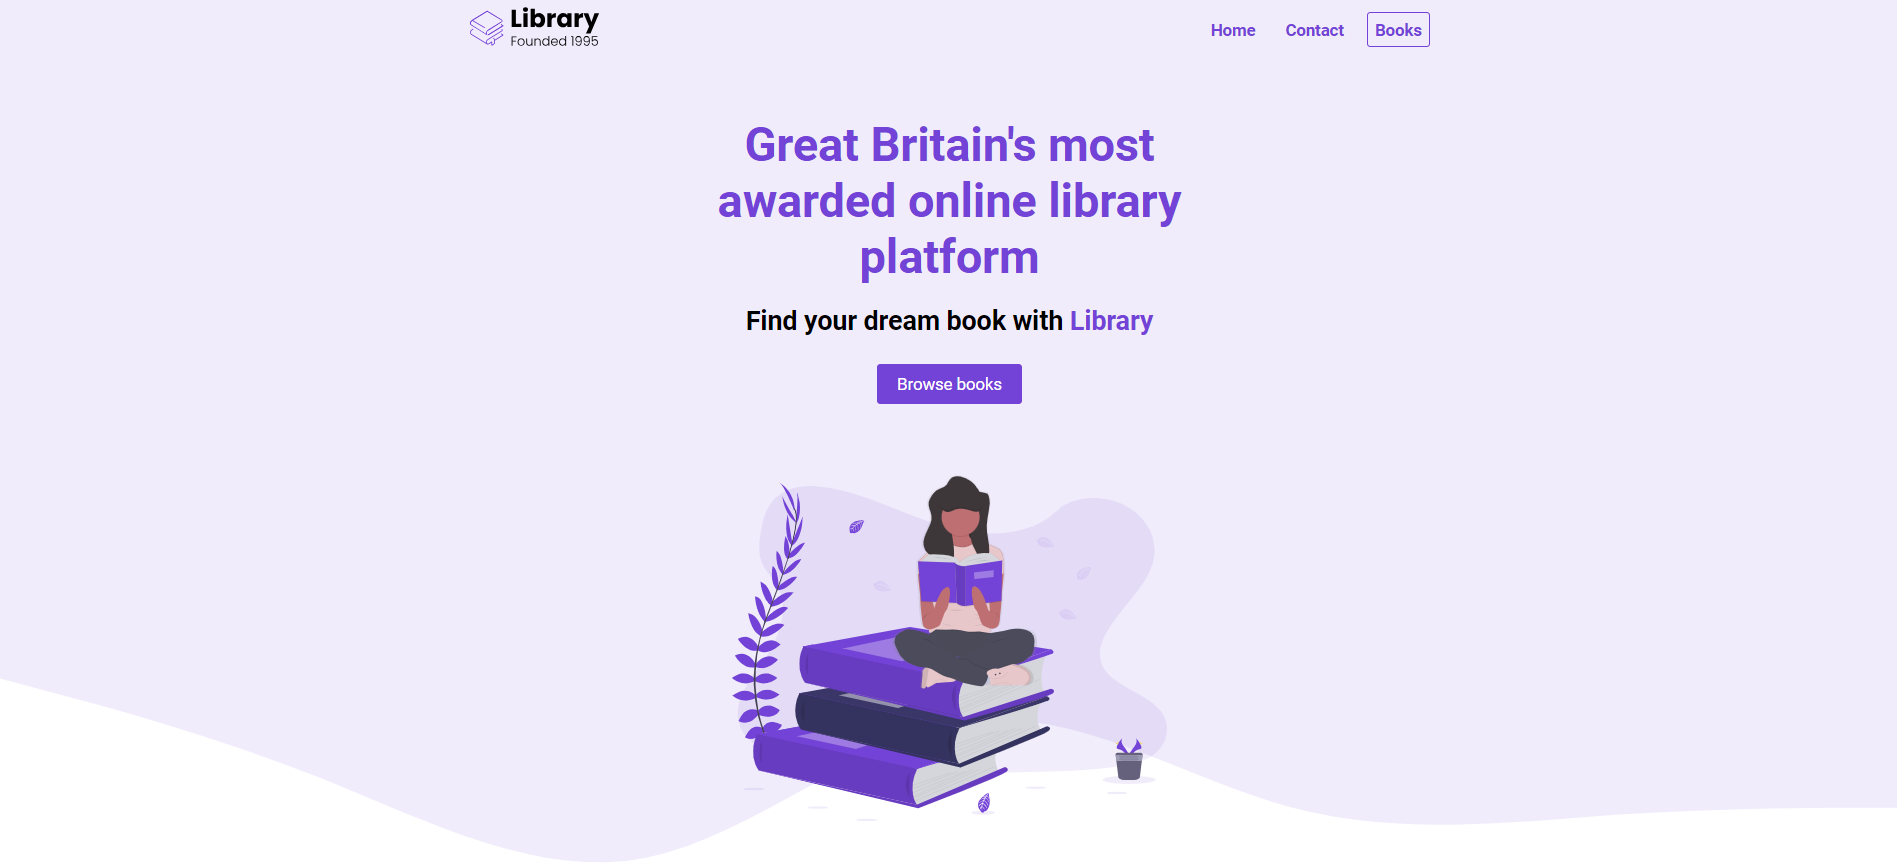 Library
Founded 1995
Home Contact Books
Great Britain's most
awarded online library
platform
Find your dream book with Library
Browse books